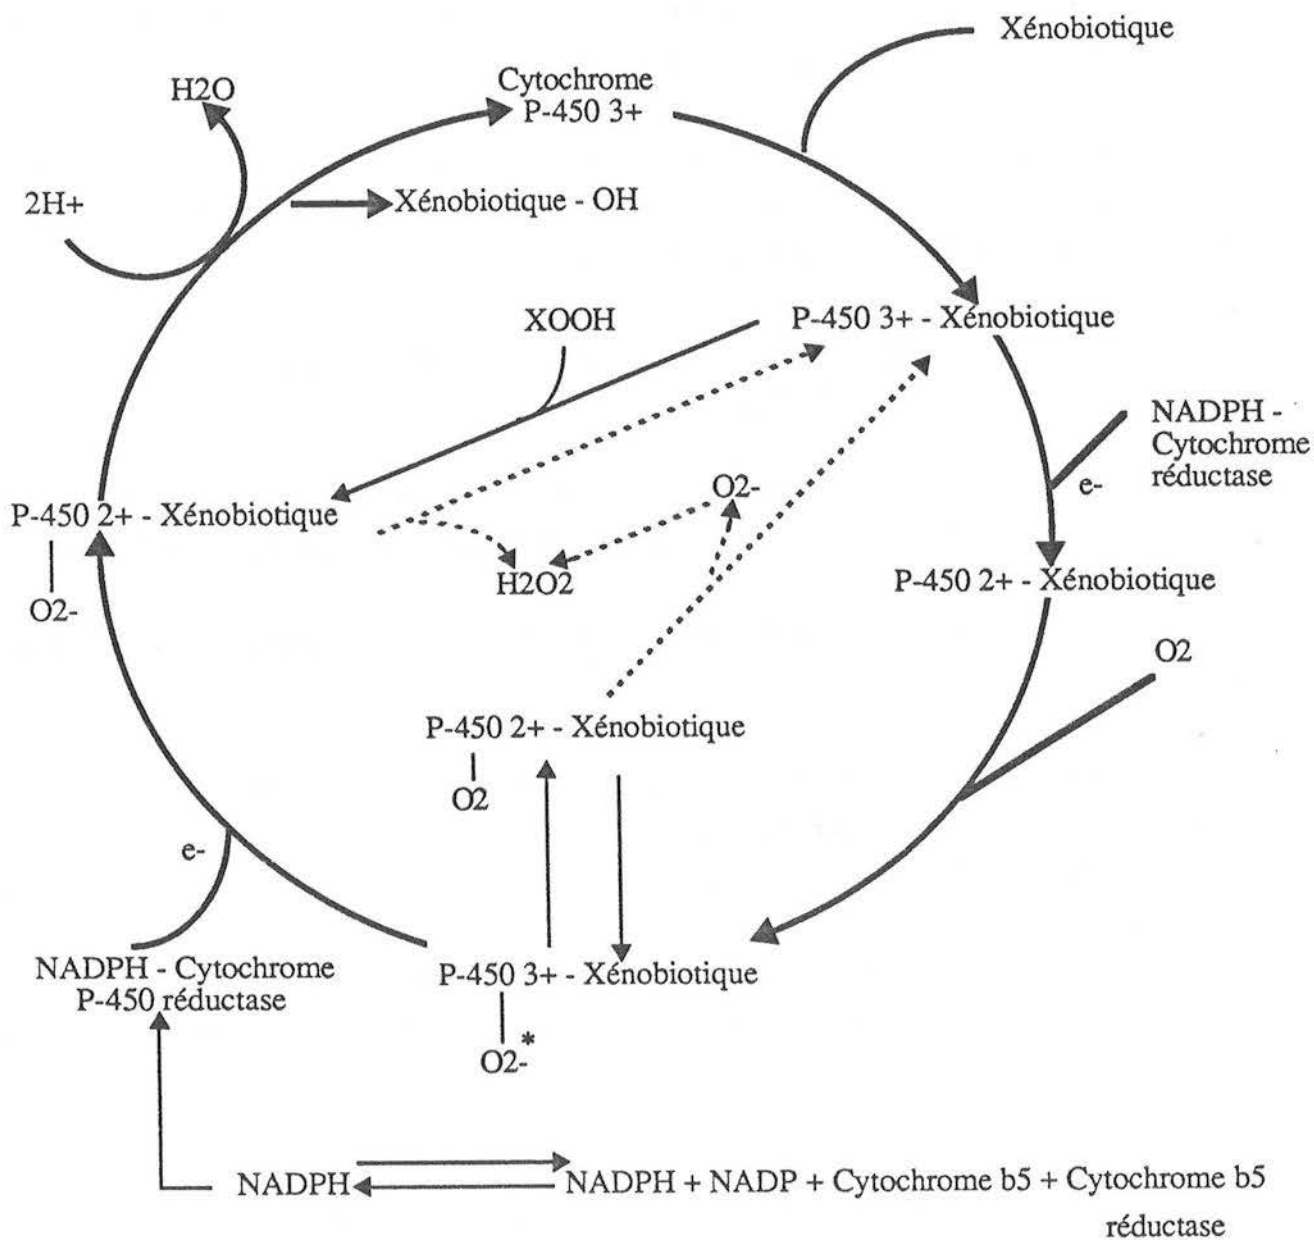 Xénobiotique
Cytochrome
P-450 3+
H2O
2H+
Xénobiotique - OH
XOOH
P-450 3+ - Xénobiotique
NADPH -
Cytochrome
réductase
e-
O2-
P-450 2+ - Xénobiotique
O2-
H2O2
P-450 2+ - Xénobiotique
O2
P-450 2+ - Xénobiotique
O2
e-
NADPH - Cytochrome
P-450 réductase
P-450 3+ - Xénobiotique
O2-*
NADPH
NADPH + NADP + Cytochrome b5 + Cytochrome b5
réductase